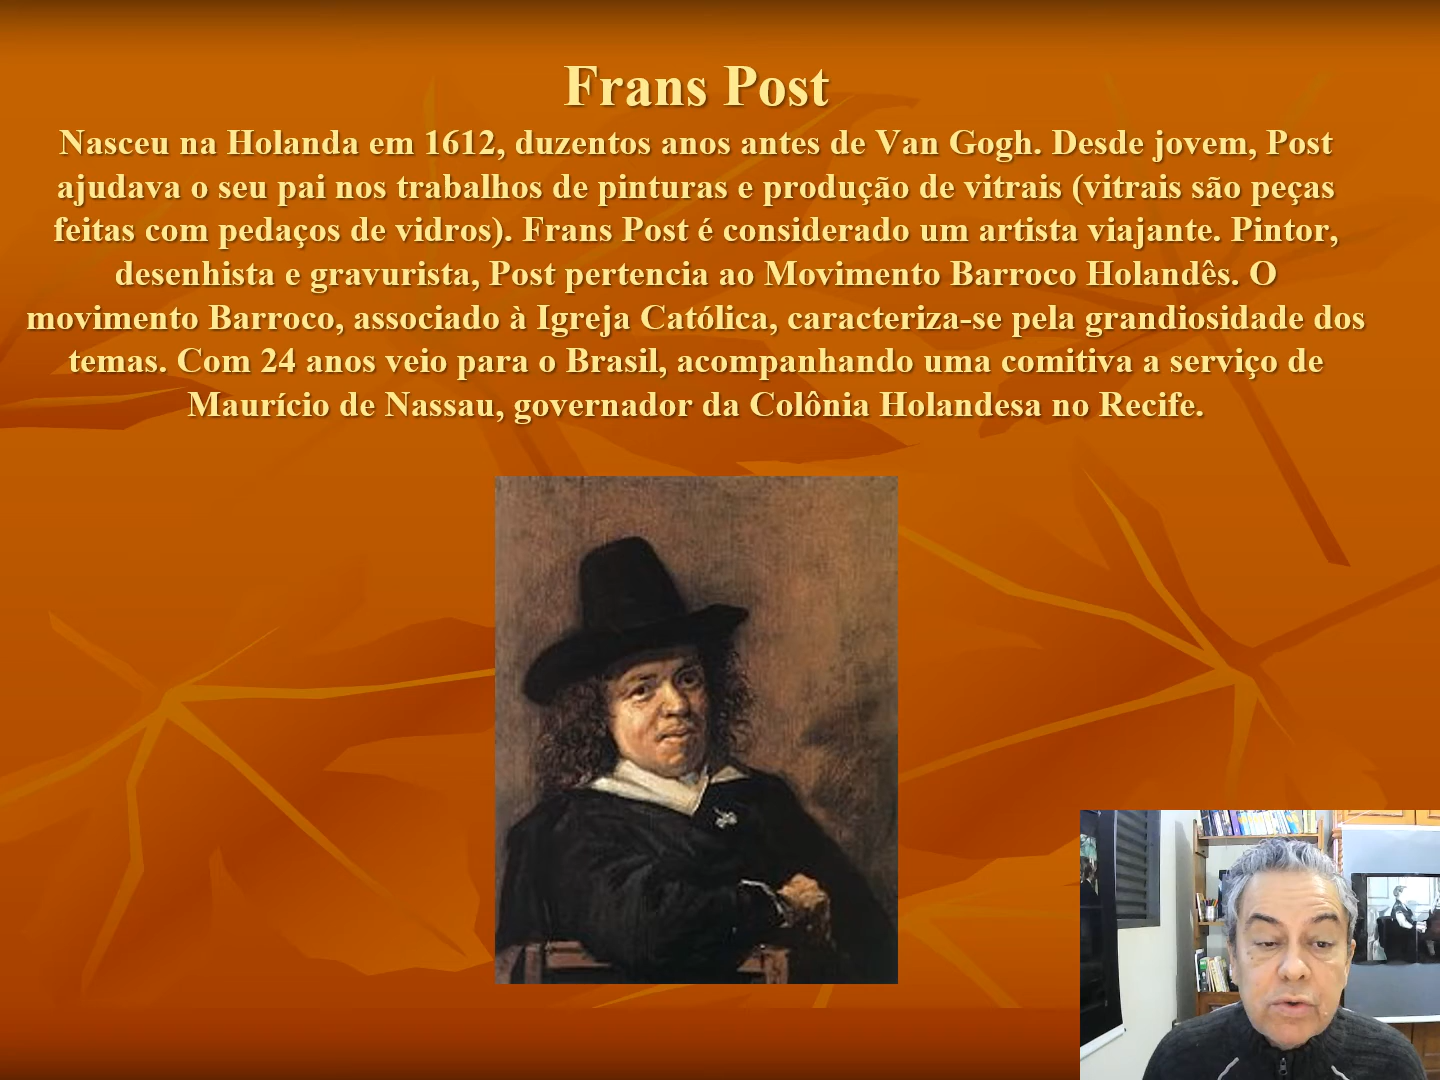 Frans Post
Nasceu na Holanda em 1612, duzentos anos antes de Van Gogh. Desde jovem, Post
ajudava o seu pai nos trabalhos de pinturas e produção de vitrais (vitrais são peças
feitas com pedaços de vidros). Frans Post é considerado um artista viajante. Pintor,
desenhista e gravurista, Post pertencia ao Movimento Barroco Holandês. O
movimento Barroco, associado à Igreja Católica, caracteriza-se pela grandiosidade dos
temas. Com 24 anos veio para o Brasil, acompanhando uma comitiva a serviço de
Maurício de Nassau, governador da Colônia Holandesa no Recife.